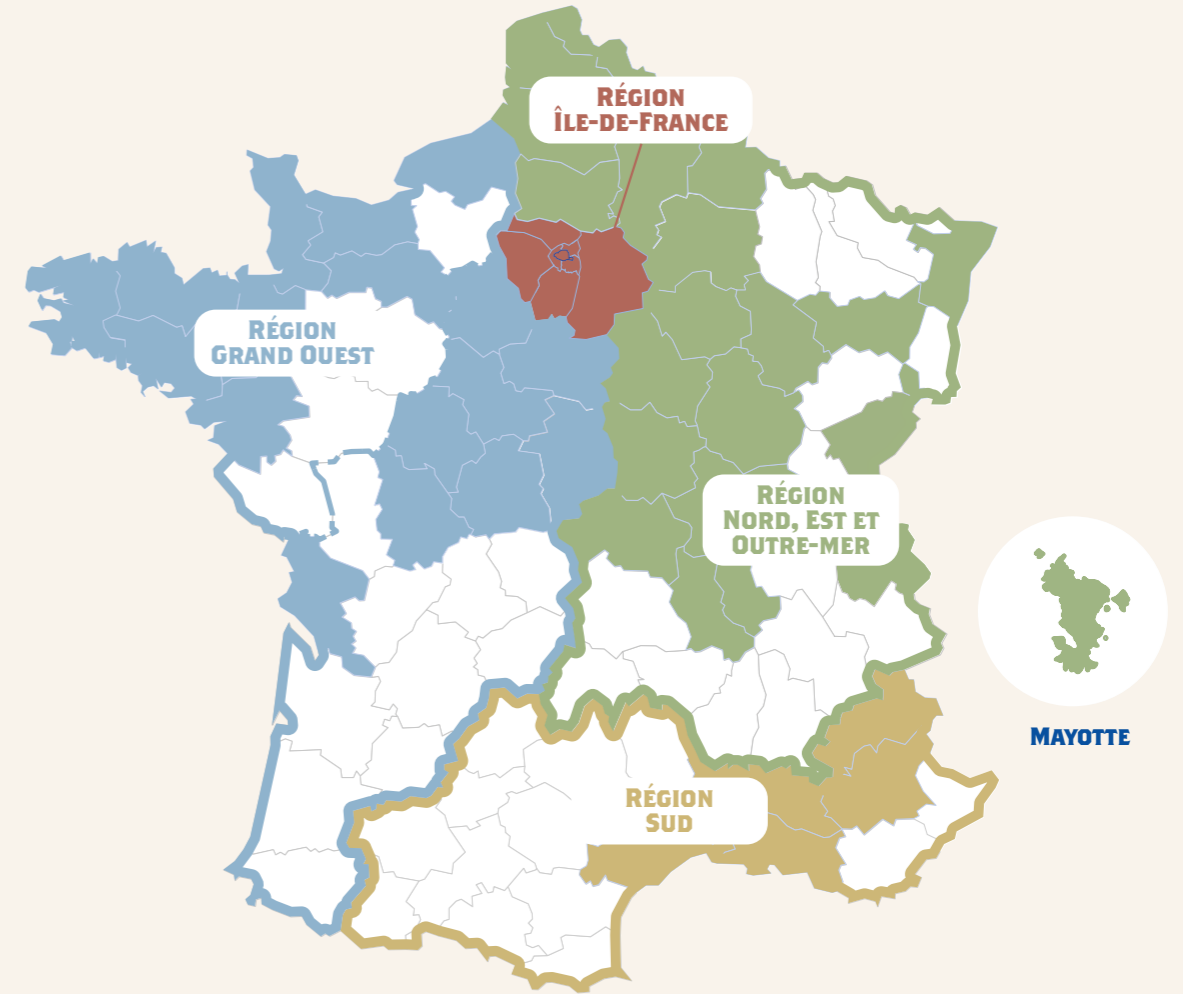 Région
Île-de-France
Région
Grand Ouest
Région
Nord, Est et
Outre-mer
Mayotte
Région
Sud